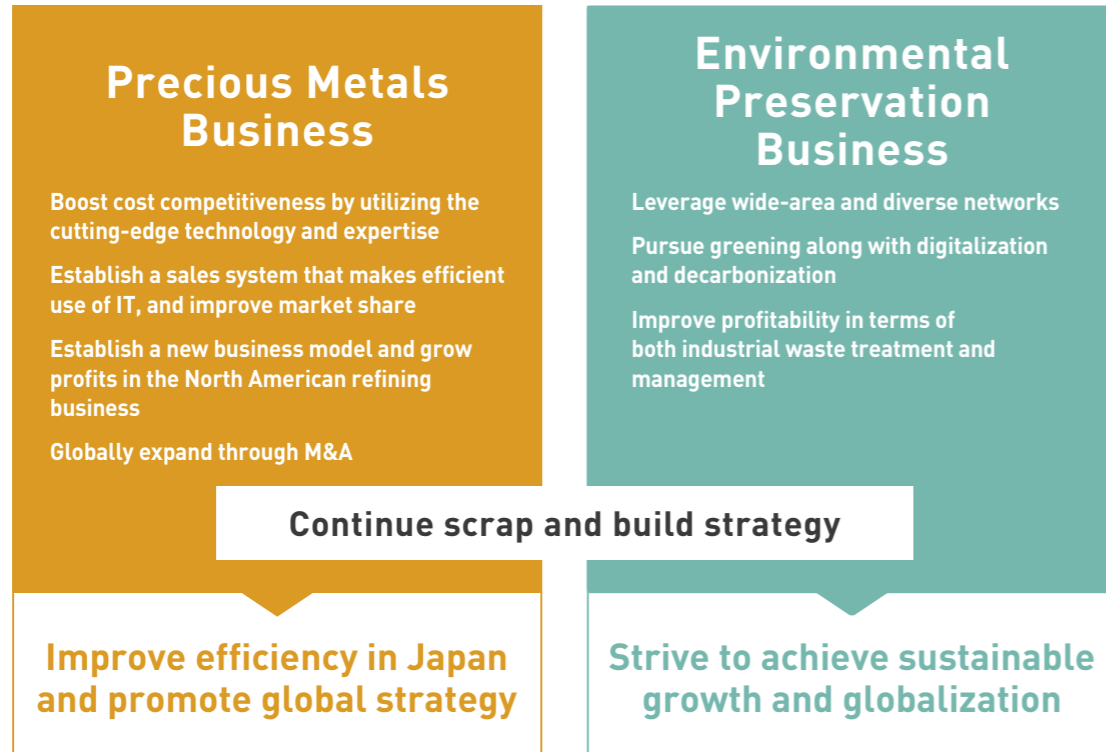 Precious Metals
Business
Boost cost competitiveness by utilizing the
cutting-edge technology and expertise
Establish a sales system that makes efficient
use of IT, and improve market share
Establish a new business model and grow
profits in the North American refining
business
Globally expand through M&A
Environmental
Preservation
Business
Leverage wide-area and diverse networks
Pursue greening along with digitalization
and decarbonization
Improve profitability in terms of
both industrial waste treatment and
management
Continue scrap and build strategy
Improve efficiency in Japan
and promote global strategy
Strive to achieve sustainable
growth and globalization